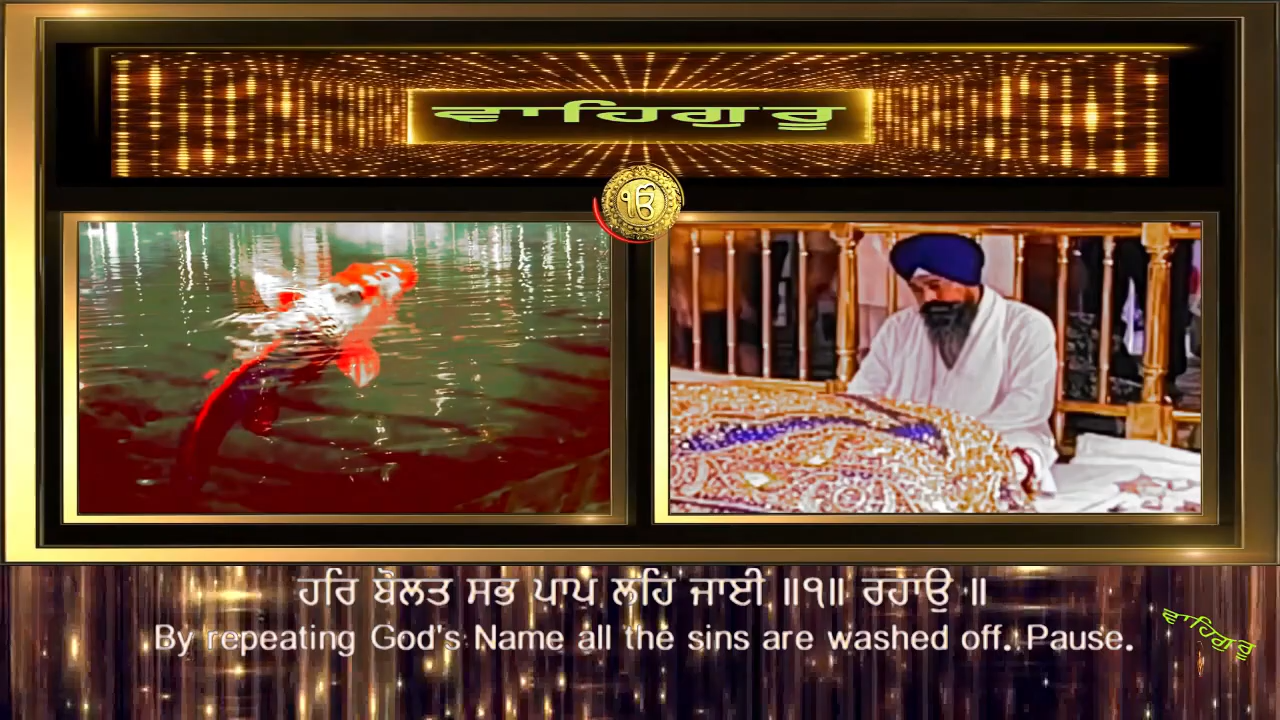 ਵਾਹਿਗੁਰੂ
ੴ
ਹਰਿ ਬੋਲਤ ਸਭ ਪਾਪ ਲਹਿ ਜਾਈ ॥੧॥ ਰਹਾਉ ॥
By repeating God's Name all the sins are washed off. Pause.
ਵਾਹਿਗੁਰੂ